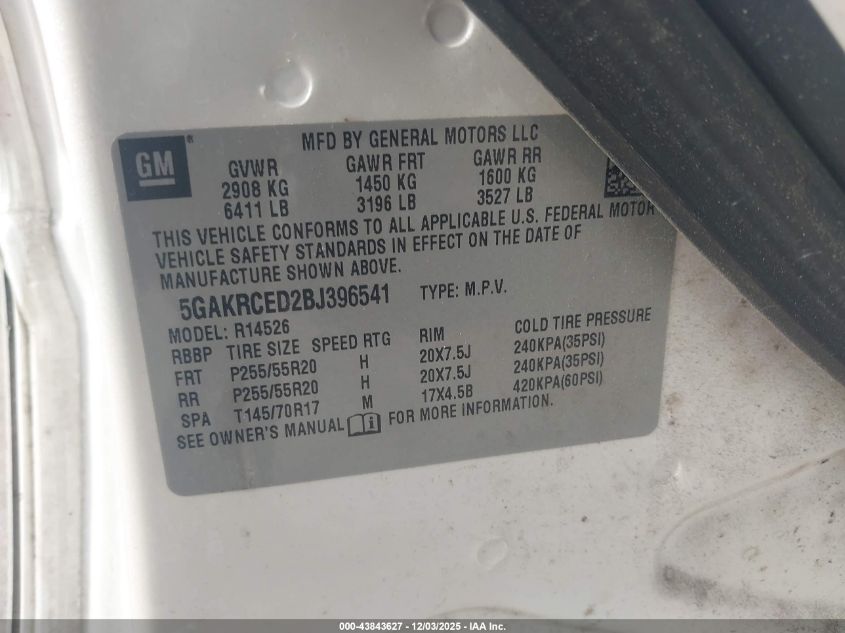 GM ®
MFD BY GENERAL MOTORS LLC
GVWR GAWR FRT GAWR RR
2908 KG 1450 KG 1600 KG
6411 LB 3196 LB 3527 LB
THIS VEHICLE CONFORMS TO ALL APPLICABLE U.S. FEDERAL MOTOR
VEHICLE SAFETY STANDARDS IN EFFECT ON THE DATE OF
MANUFACTURE SHOWN ABOVE.
5GAKRCED2BJ396541 TYPE: M.P.V.
MODEL: R14526
RBBP TIRE SIZE SPEED RTG RIM COLD TIRE PRESSURE
FRT P255/55R20 H 20X7.5J 240KPA(35PSI)
RR P255/55R20 H 20X7.5J 240KPA(35PSI)
SPA T145/70R17 M 17X4.5B 420KPA(60PSI)
SEE OWNER'S MANUAL i FOR MORE INFORMATION.
000-43843627 - 12/03/2025 - IAA Inc.